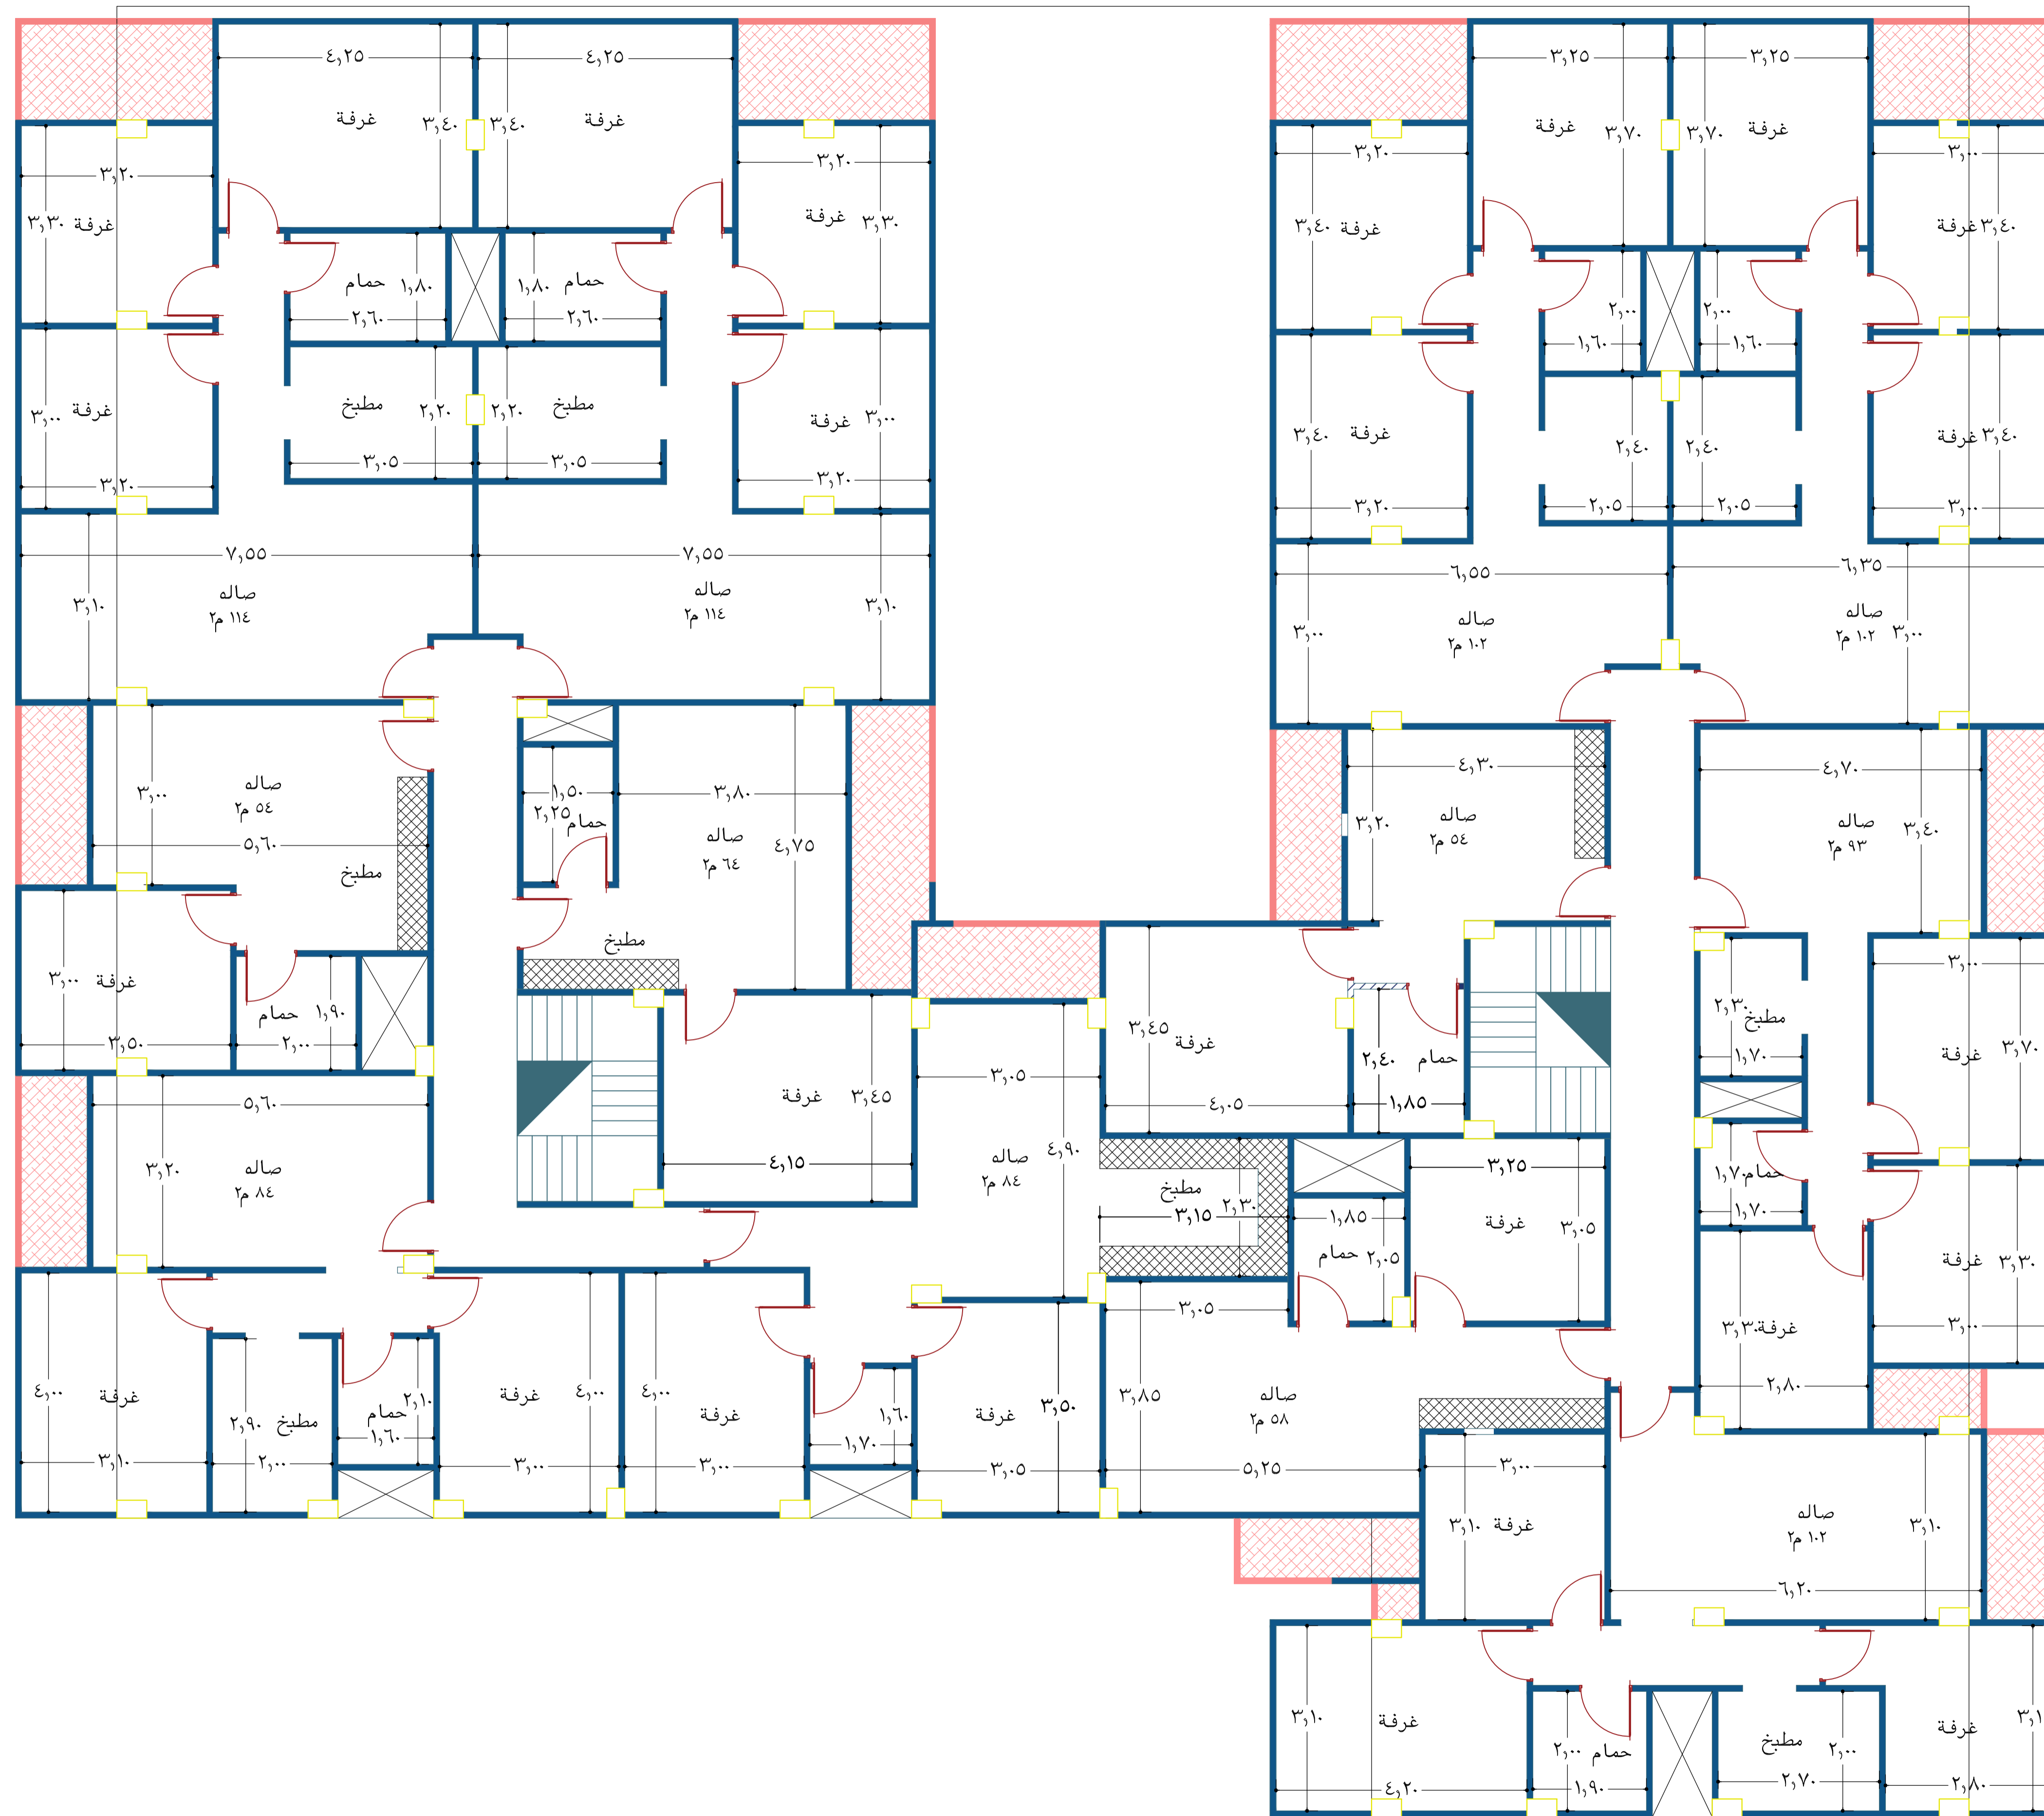 ٤,٢٥
٤,٢٥
٣,٢٥
٣,٢٥
غرفة
٣,٤٠
٣,٤٠
غرفة
غرفة
٣,٧٠
٣,٧٠
غرفة
٣,٢٠
٣,٢٠
٣,٢٠
٣,٠٠
٣,٣٠
غرفة
غرفة
٣,٣٠
٣,٤٠
غرفة
غرفة
٣,٤٠
حمام
١,٨٠
١,٨٠
حمام
٢,٦٠
٢,٦٠
٢,٠٠
٢,٠٠
١,٦٠
١,٦٠
٣,٠٠
غرفة
مطبخ
٢,٢٠
٢,٢٠
مطبخ
غرفة
٣,٠٠
٣,٤٠
غرفة
٢,٤٠
٢,٤٠
غرفة
٣,٤٠
٣,٢٠
٣,٠٥
٣,٠٥
٣,٢٠
٣,٢٠
٢,٠٥
٢,٠٥
٣,٠٠
٧,٥٥
٧,٥٥
٦,٥٥
٦,٣٥
٣,١٠
صاله
١١٤ م٢
صاله
١١٤ م٢
٣,١٠
٣,٠٠
صاله
١٠٢ م٢
صاله
١٠٢ م٢
٣,٠٠
٣,٠٠
صاله
٥٤ م٢
٥,٦٠
مطبخ
١,٥٠
٢,٢٥
حمام
٣,٨٠
صاله
٦٤ م٢
٤,٧٥
مطبخ
٤,٣٠
٣,٢٠
صاله
٥٤ م٢
٤,٧٠
صاله
٩٣ م٢
٣,٤٠
٣,٠٠
غرفة
٣,٥٠
حمام
١,٩٠
٢,٠٠
غرفة
٣,٤٥
٤,١٥
٣,٤٥
غرفة
٤,٠٥
٢,٤٠
حمام
١,٨٥
٢,٣٠
مطبخ
١,٧٠
٣,٠٠
غرفة
٣,٧٠
٥,٦٠
٣,٢٠
صاله
٨٤ م٢
٣,٠٥
٤,٩٠
صاله
٨٤ م٢
مطبخ
٢,٣٠
٣,١٥
١,٨٥
حمام
٢,٠٥
٣,٢٥
غرفة
٣,٠٥
١,٧٠
حمام
١,٧٠
غرفة
٣,٣٠
٣,٠٠
٣,٣٠
غرفة
٢,٨٠
٤,٠٠
غرفة
٣,١٠
٢,٩٠
مطبخ
٢,٠٠
٢,١٠
حمام
١,٦٠
غرفة
٤,٠٠
٣,٠٠
٤,٠٠
غرفة
٣,٠٠
١,٦٠
١,٧٠
غرفة
٣,٥٠
٣,٠٥
٣,٠٥
٣,٨٥
صاله
٥٨ م٢
٥,٢٥
٣,٠٠
٣,١٠
غرفة
صاله
١٠٢ م٢
٣,١٠
٦,٢٠
٣,١٠
غرفة
٤,٢٠
٢,٠٠
حمام
١,٩٠
مطبخ
٢,٠٠
٢,٧٠
غرفة
٢,٨٠